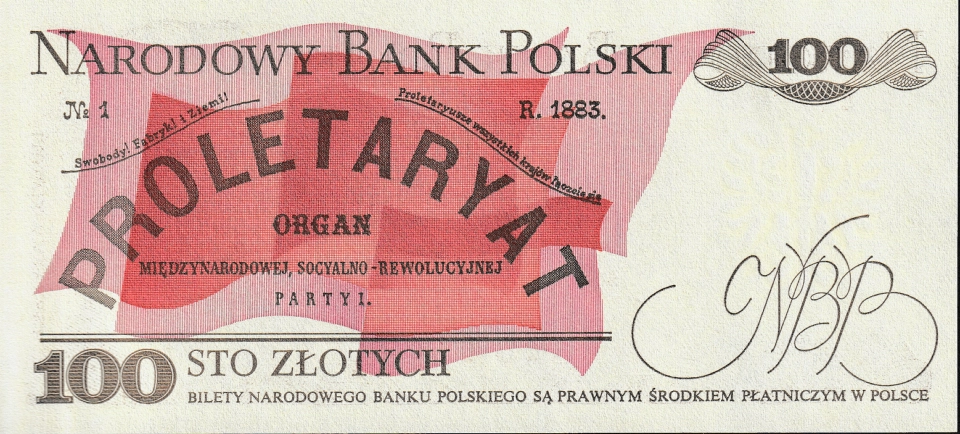 NARODOWY BANK POLSKI
100
№ 1
R. 1883.
Swobody! Fabryk! i Ziemi!
Proletaryusze wszystkich krajów łączcie się
PROLETARYAT
ORGAN
MIĘDZYNARODOWEJ, SOCYALNO-REWOLUCYJNEJ
PARTYI.
NBP
100 STO ZŁOTYCH
BILETY NARODOWEGO BANKU POLSKIEGO SĄ PRAWNYM ŚRODKIEM PŁATNICZYM W POLSCE